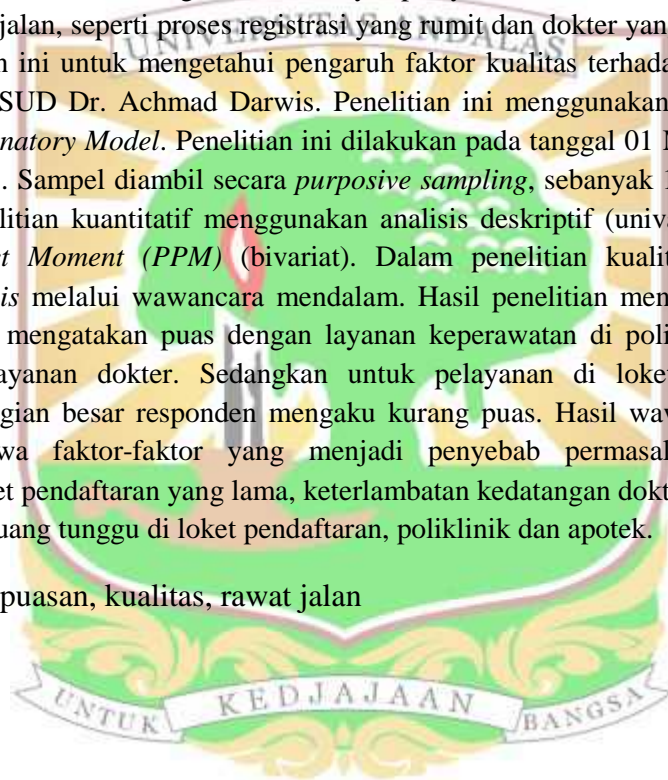 jalan, seperti proses registrasi yang rumit dan dokter yan
UNIVERSITAS ANDALAS
n ini untuk mengetahui pengaruh faktor kualitas terhada
SUD Dr. Achmad Darwis. Penelitian ini menggunakan
natory Model. Penelitian ini dilakukan pada tanggal 01
. Sampel diambil secara purposive sampling, sebanyak 1
elitian kuantitatif menggunakan analisis deskriptif (univa
t Moment (PPM) (bivariat). Dalam penelitian kualit
is melalui wawancara mendalam. Hasil penelitian men
mengatakan puas dengan layanan keperawatan di poli
ayanan dokter. Sedangkan untuk pelayanan di loket
gian besar responden mengaku kurang puas. Hasil wav
wa faktor-faktor yang menjadi penyebab permasal
et pendaftaran yang lama, keterlambatan kedatangan dokt
uang tunggu di loket pendaftaran, poliklinik dan apotek.
puasan, kualitas, rawat jalan
UNTUK KEDJAJAAN BANGSA